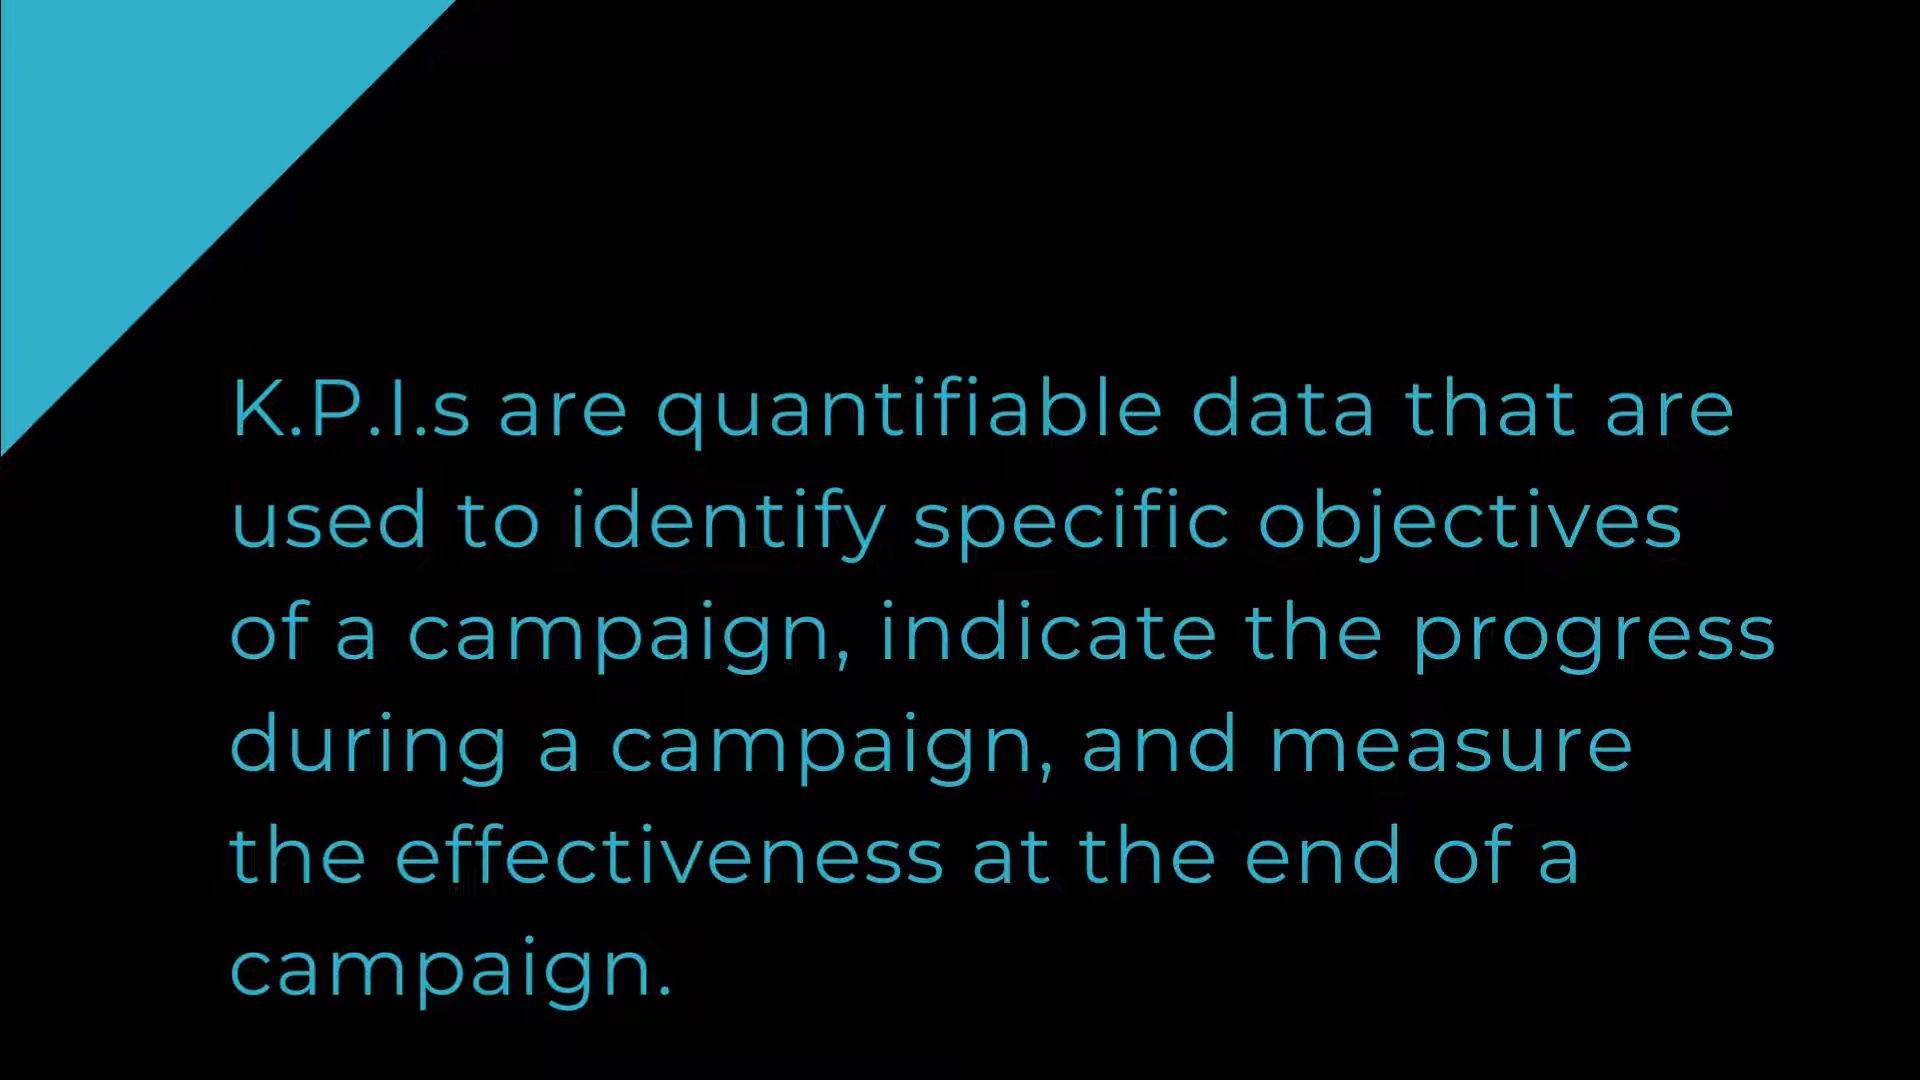 K.P.I.s are quantifiable data that are
used to identify specific objectives
of a campaign, indicate the progress
during a campaign, and measure
the effectiveness at the end of a
campaign.